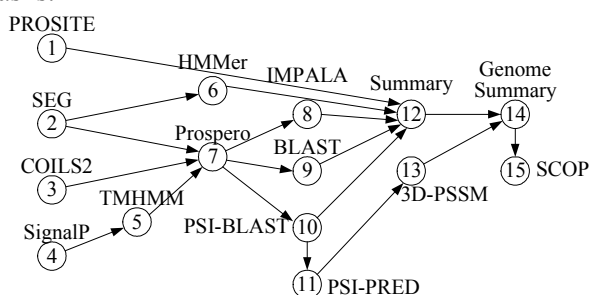 PROSITE
1
HMMer
6
IMPALA
8
Summary
12
Genome
Summary
14
SEG
2
Prospero
7
BLAST
9
COILS2
3
13
3D-PSSM
15 SCOP
TMHMM
5
SignalP
4
PSI-BLAST 10
11 PSI-PRED